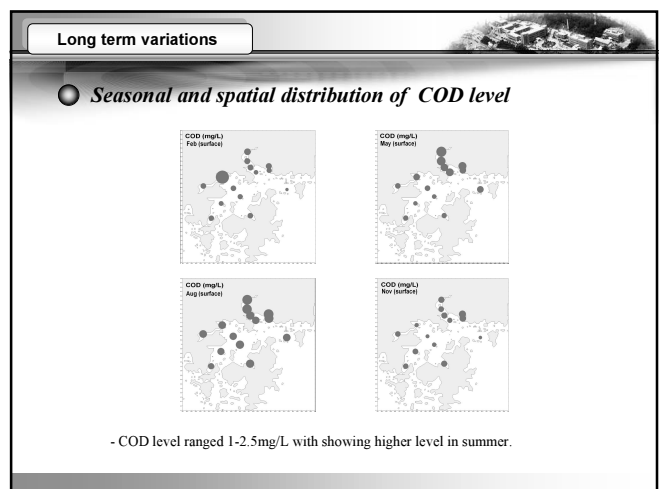 Long term variations
Seasonal and spatial distribution of COD level
COD (mg/L)
Feb (surface)
COD (mg/L)
May (surface)
COD (mg/L)
Aug (surface)
COD (mg/L)
Nov (surface)
- COD level ranged 1-2.5mg/L with showing higher level in summer.